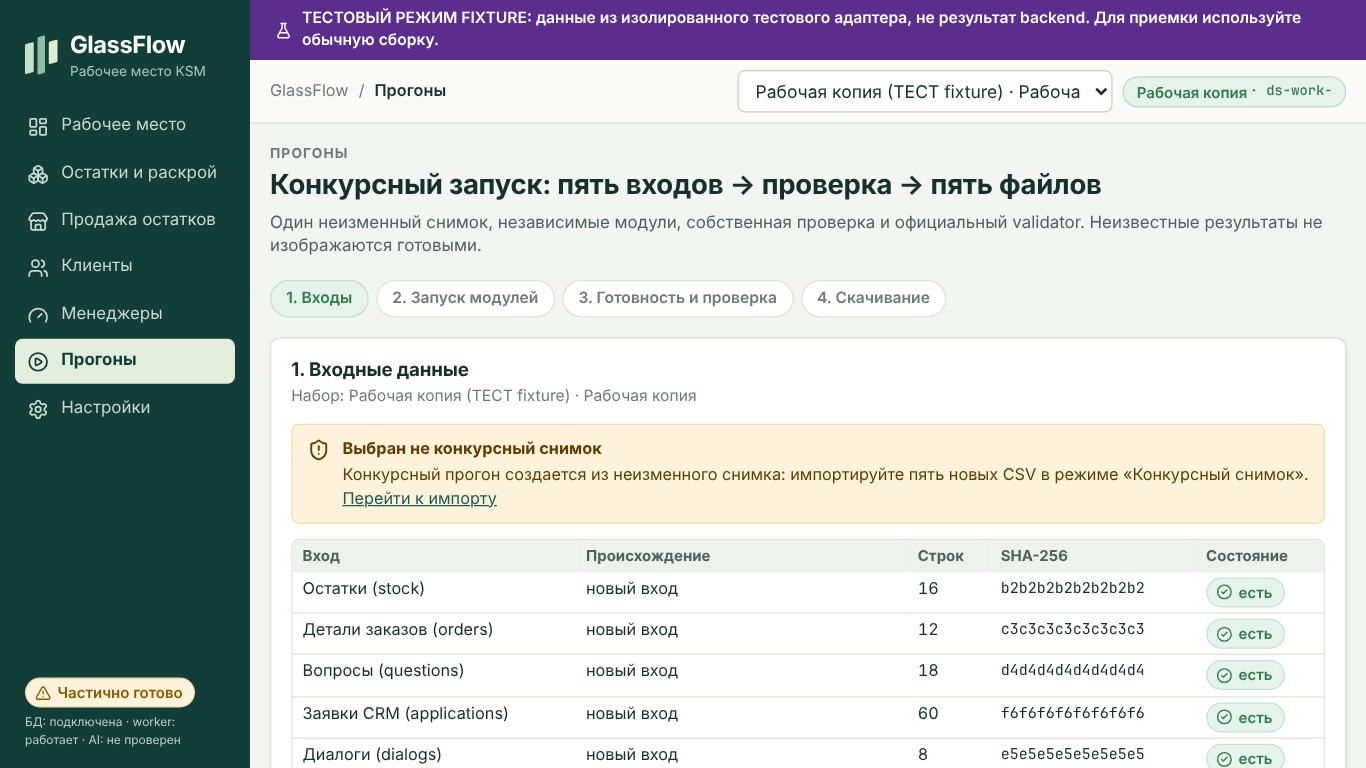 GlassFlow
Рабочее место KSM
Рабочее место
Остатки и раскрой
Продажа остатков
Клиенты
Менеджеры
Прогоны
Настройки
Частично готово
БД: подключена · worker:
работает · AI: не проверен
ТЕСТОВЫЙ РЕЖИМ FIXTURE: данные из изолированного тестового адаптера, не результат backend. Для приемки используйте
обычную сборку.
GlassFlow / Прогоны
Рабочая копия (ТЕСТ fixture) · Рабоча
Рабочая копия · ds-work-
ПРОГОНЫ
Конкурсный запуск: пять входов → проверка → пять файлов
Один неизменный снимок, независимые модули, собственная проверка и официальный validator. Неизвестные результаты не
изображаются готовыми.
1. Входы
2. Запуск модулей
3. Готовность и проверка
4. Скачивание
1. Входные данные
Набор: Рабочая копия (ТЕСТ fixture) · Рабочая копия
Выбран не конкурсный снимок
Конкурсный прогон создается из неизменного снимка: импортируйте пять новых CSV в режиме «Конкурсный снимок».
Перейти к импорту
Вход Происхождение Строк SHA-256 Состояние
Остатки (stock) новый вход 16 b2b2b2b2b2b2b2b2 есть
Детали заказов (orders) новый вход 12 c3c3c3c3c3c3c3c3 есть
Вопросы (questions) новый вход 18 d4d4d4d4d4d4d4d4 есть
Заявки CRM (applications) новый вход 60 f6f6f6f6f6f6f6f6 есть
Диалоги (dialogs) новый вход 8 e5e5e5e5e5e5e5e5 есть